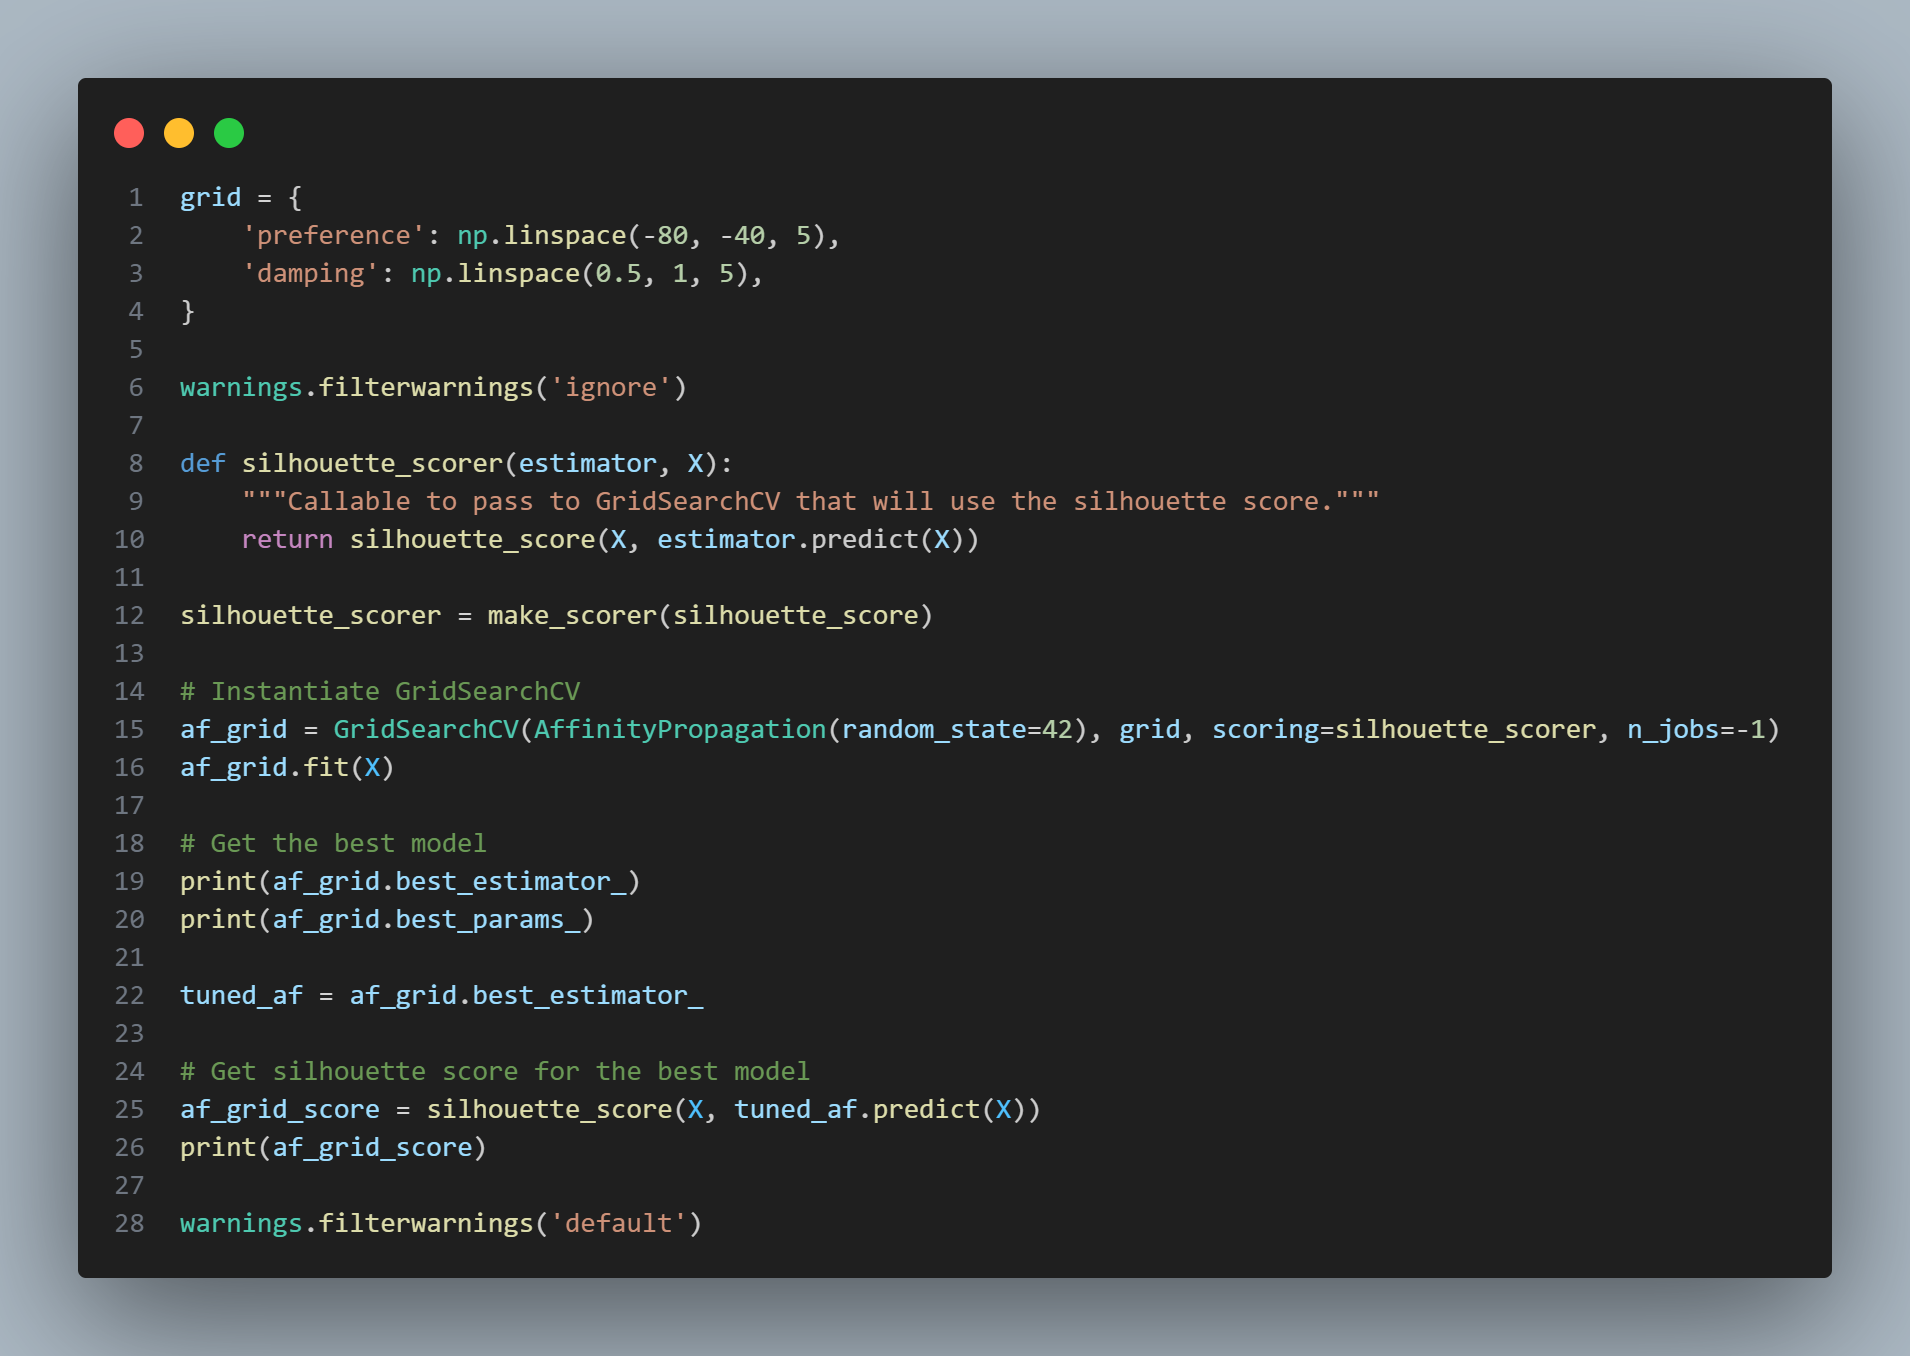 1 grid = {
2     'preference': np.linspace(-80, -40, 5),
3     'damping': np.linspace(0.5, 1, 5),
4 }
5
6 warnings.filterwarnings('ignore')
7
8 def silhouette_scorer(estimator, X):
9     """Callable to pass to GridSearchCV that will use the silhouette score."""
10     return silhouette_score(X, estimator.predict(X))
11
12 silhouette_scorer = make_scorer(silhouette_score)
13
14 # Instantiate GridSearchCV
15 af_grid = GridSearchCV(AffinityPropagation(random_state=42), grid, scoring=silhouette_scorer, n_jobs=-1)
16 af_grid.fit(X)
17
18 # Get the best model
19 print(af_grid.best_estimator_)
20 print(af_grid.best_params_)
21
22 tuned_af = af_grid.best_estimator_
23
24 # Get silhouette score for the best model
25 af_grid_score = silhouette_score(X, tuned_af.predict(X))
26 print(af_grid_score)
27
28 warnings.filterwarnings('default')